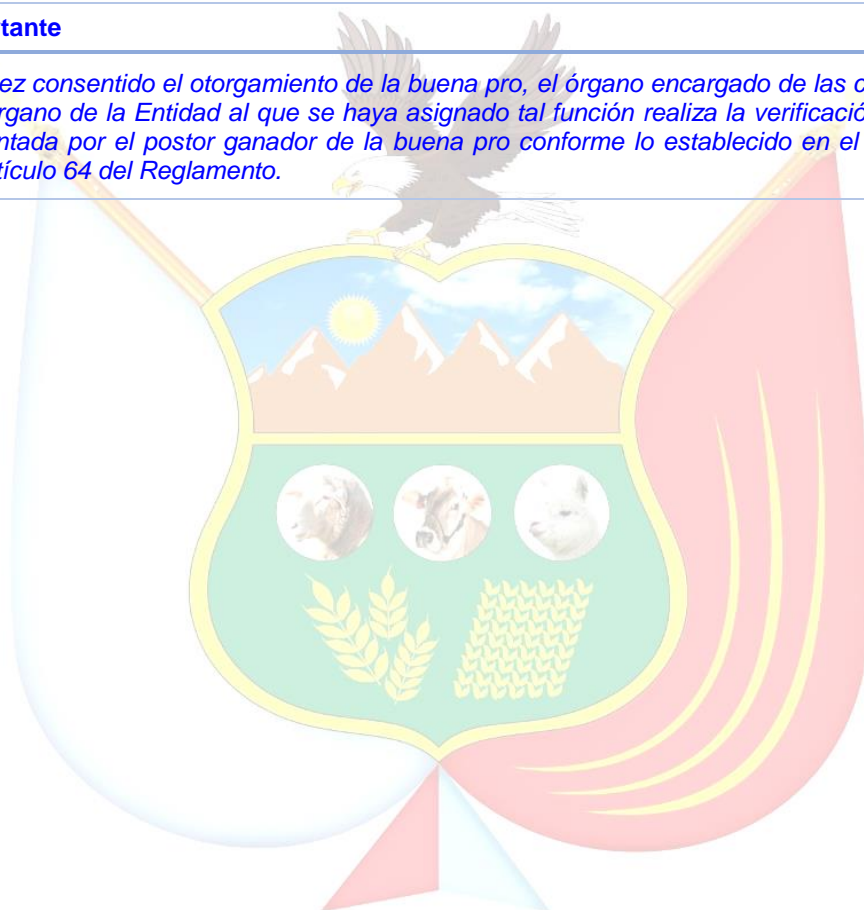 rtante
ez consentido el otorgamiento de la buena pro, el órgano encargado de las c
rgano de la Entidad al que se haya asignado tal función realiza la verificació
ntada por el postor ganador de la buena pro conforme lo establecido en el
tículo 64 del Reglamento.